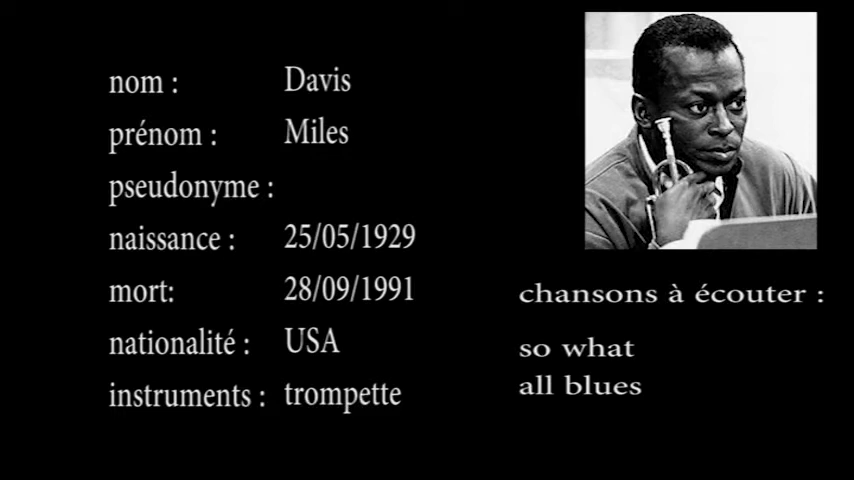 nom : Davis
prénom : Miles
pseudonyme :
naissance : 25/05/1929
mort: 28/09/1991
nationalité : USA
instruments : trompette
chansons à écouter :
so what
all blues